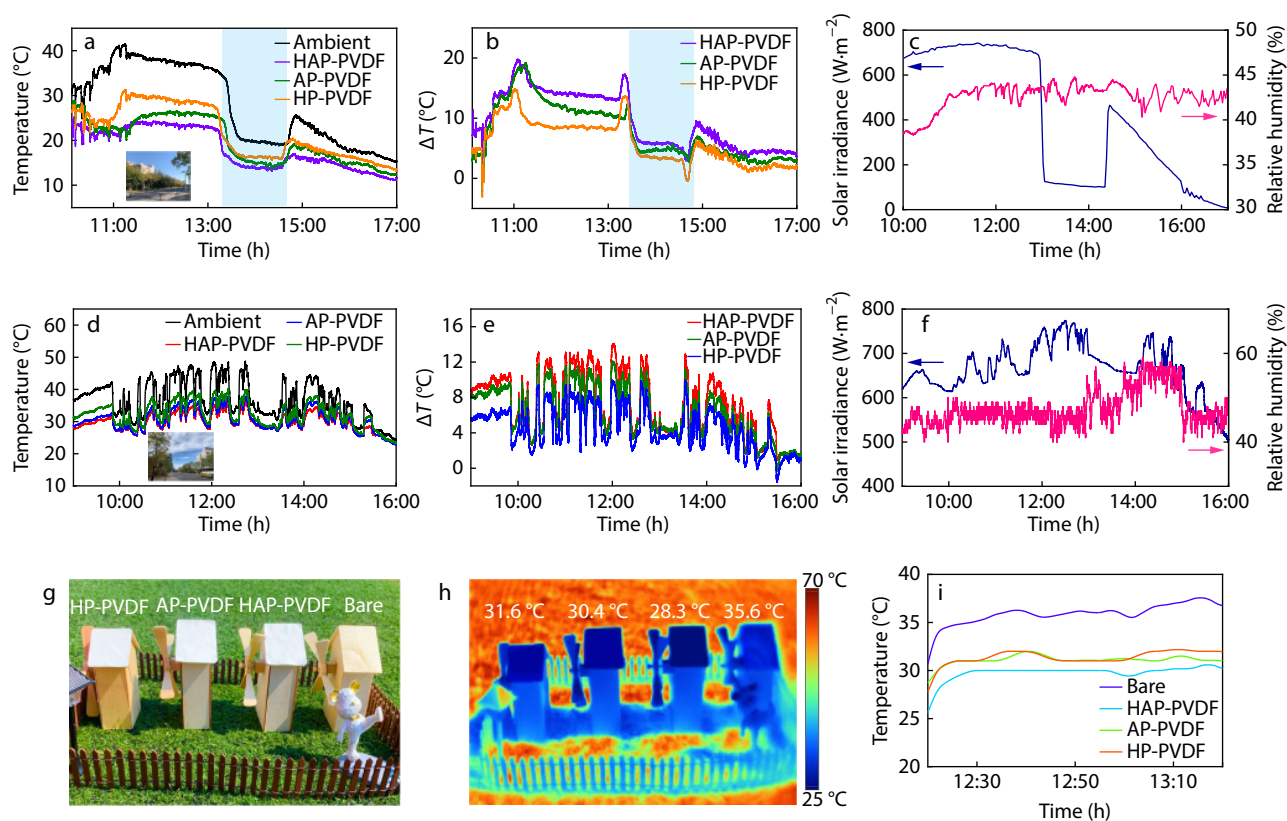 a
Ambient
HAP-PVDF
AP-PVDF
HP-PVDF
40
30
20
10
Temperature (°C)
11:00 13:00 15:00 17:00
Time (h)
b
HAP-PVDF
AP-PVDF
HP-PVDF
20
10
0
ΔT (°C)
11:00 13:00 15:00 17:00
Time (h)
c
800
600
400
200
0
Solar irradiance (W·m⁻²)
50
45
40
35
30
Relative humidity (%)
10:00 12:00 14:00 16:00
Time (h)
d
Ambient AP-PVDF
HAP-PVDF HP-PVDF
60
50
40
30
20
10
Temperature (°C)
10:00 12:00 14:00 16:00
Time (h)
e
HAP-PVDF
AP-PVDF
HP-PVDF
16
12
8
4
0
ΔT (°C)
10:00 12:00 14:00 16:00
Time (h)
f
800
700
600
500
400
Solar irradiance (W·m⁻²)
60
40
Relative humidity (%)
10:00 12:00 14:00 16:00
Time (h)
g
HP-PVDF AP-PVDF HAP-PVDF Bare
h
70 °C
31.6 °C 30.4 °C 28.3 °C 35.6 °C
25 °C
i
40
35
30
25
20
Temperature (°C)
Bare
HAP-PVDF
AP-PVDF
HP-PVDF
12:30 12:50 13:10
Time (h)